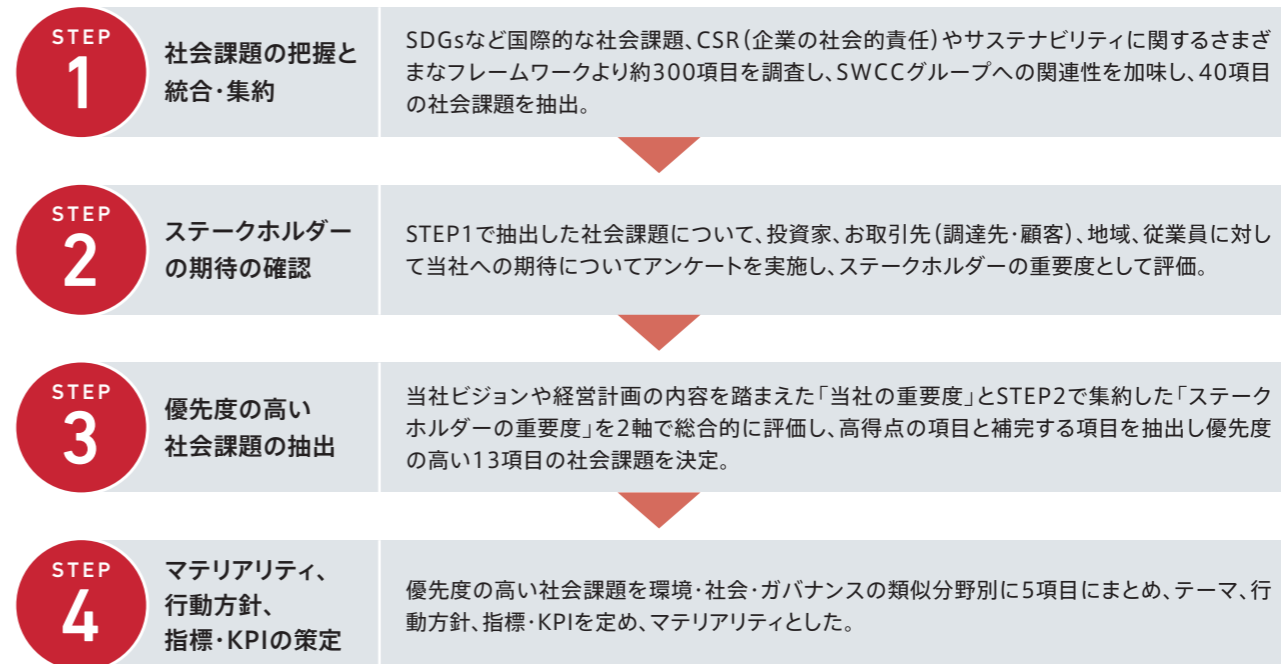 STEP
1
社会課題の把握と
統合・集約
SDGsなど国際的な社会課題、CSR（企業の社会的責任）やサステナビリティに関するさまざ
まなフレームワークより約300項目を調査し、SWCCグループへの関連性を加味し、40項目
の社会課題を抽出。
STEP
2
ステークホルダー
の期待の確認
STEP1で抽出した社会課題について、投資家、お取引先（調達先・顧客）、地域、従業員に対し
て当社への期待についてアンケートを実施し、ステークホルダーの重要度として評価。
STEP
3
優先度の高い
社会課題の抽出
当社ビジョンや経営計画の内容を踏まえた「当社の重要度」とSTEP2で集約した「ステーク
ホルダーの重要度」を2軸で総合的に評価し、高得点の項目と補完する項目を抽出し優先度
の高い13項目の社会課題を決定。
STEP
4
マテリアリティ、
行動方針、
指標・KPIの策定
優先度の高い社会課題を環境・社会・ガバナンスの類似分野別に5項目にまとめ、テーマ、行
動方針、指標・KPIを定め、マテリアリティとした。